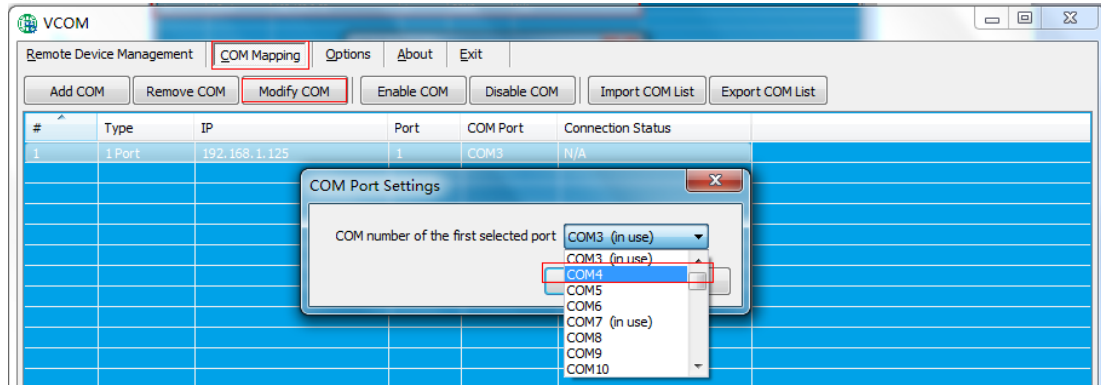 VCOM
Remote Device Management COM Mapping Options About Exit
Add COM Remove COM Modify COM Enable COM Disable COM Import COM List Export COM List
# Type IP Port COM Port Connection Status
1 1 Port 192.168.1.125 1 COM3 N/A
COM Port Settings
COM number of the first selected port COM3 (in use)
COM3 (in use)
COM4
COM5
COM6
COM7 (in use)
COM8
COM9
COM10